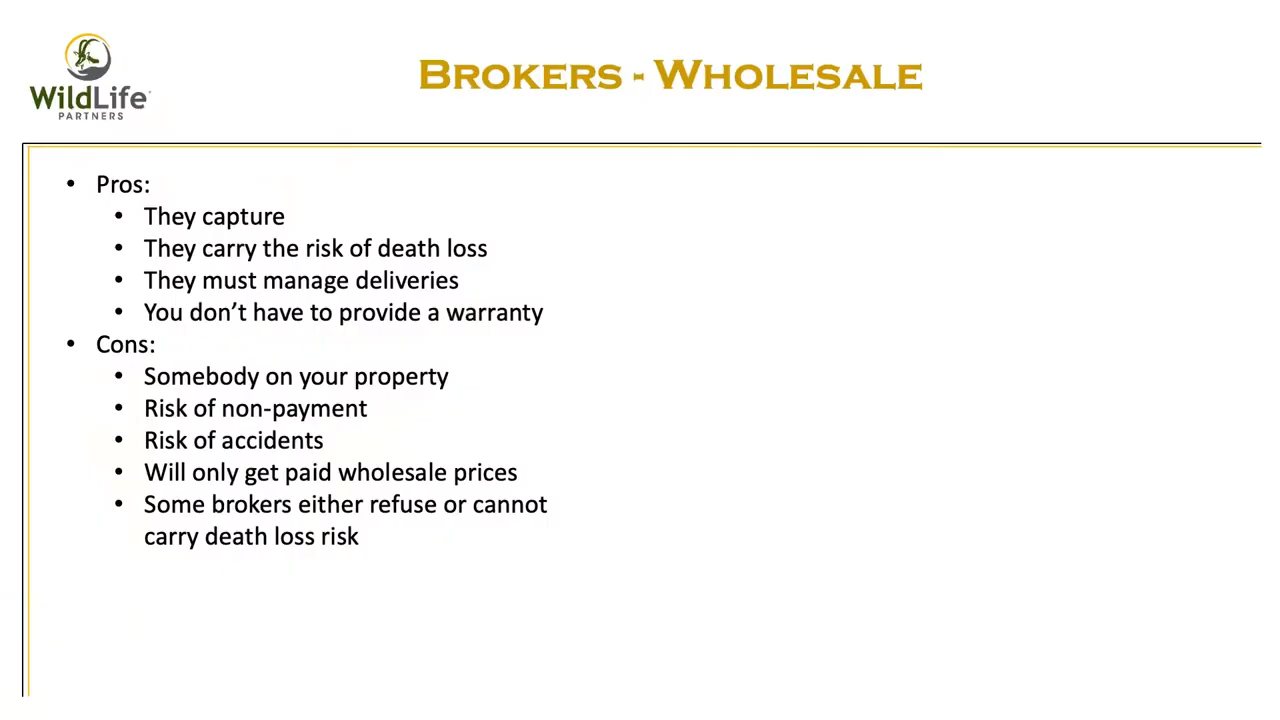 WildLife
PARTNERS
BROKERS - WHOLESALE
• Pros:
• They capture
• They carry the risk of death loss
• They must manage deliveries
• You don’t have to provide a warranty
• Cons:
• Somebody on your property
• Risk of non-payment
• Risk of accidents
• Will only get paid wholesale prices
• Some brokers either refuse or cannot
carry death loss risk